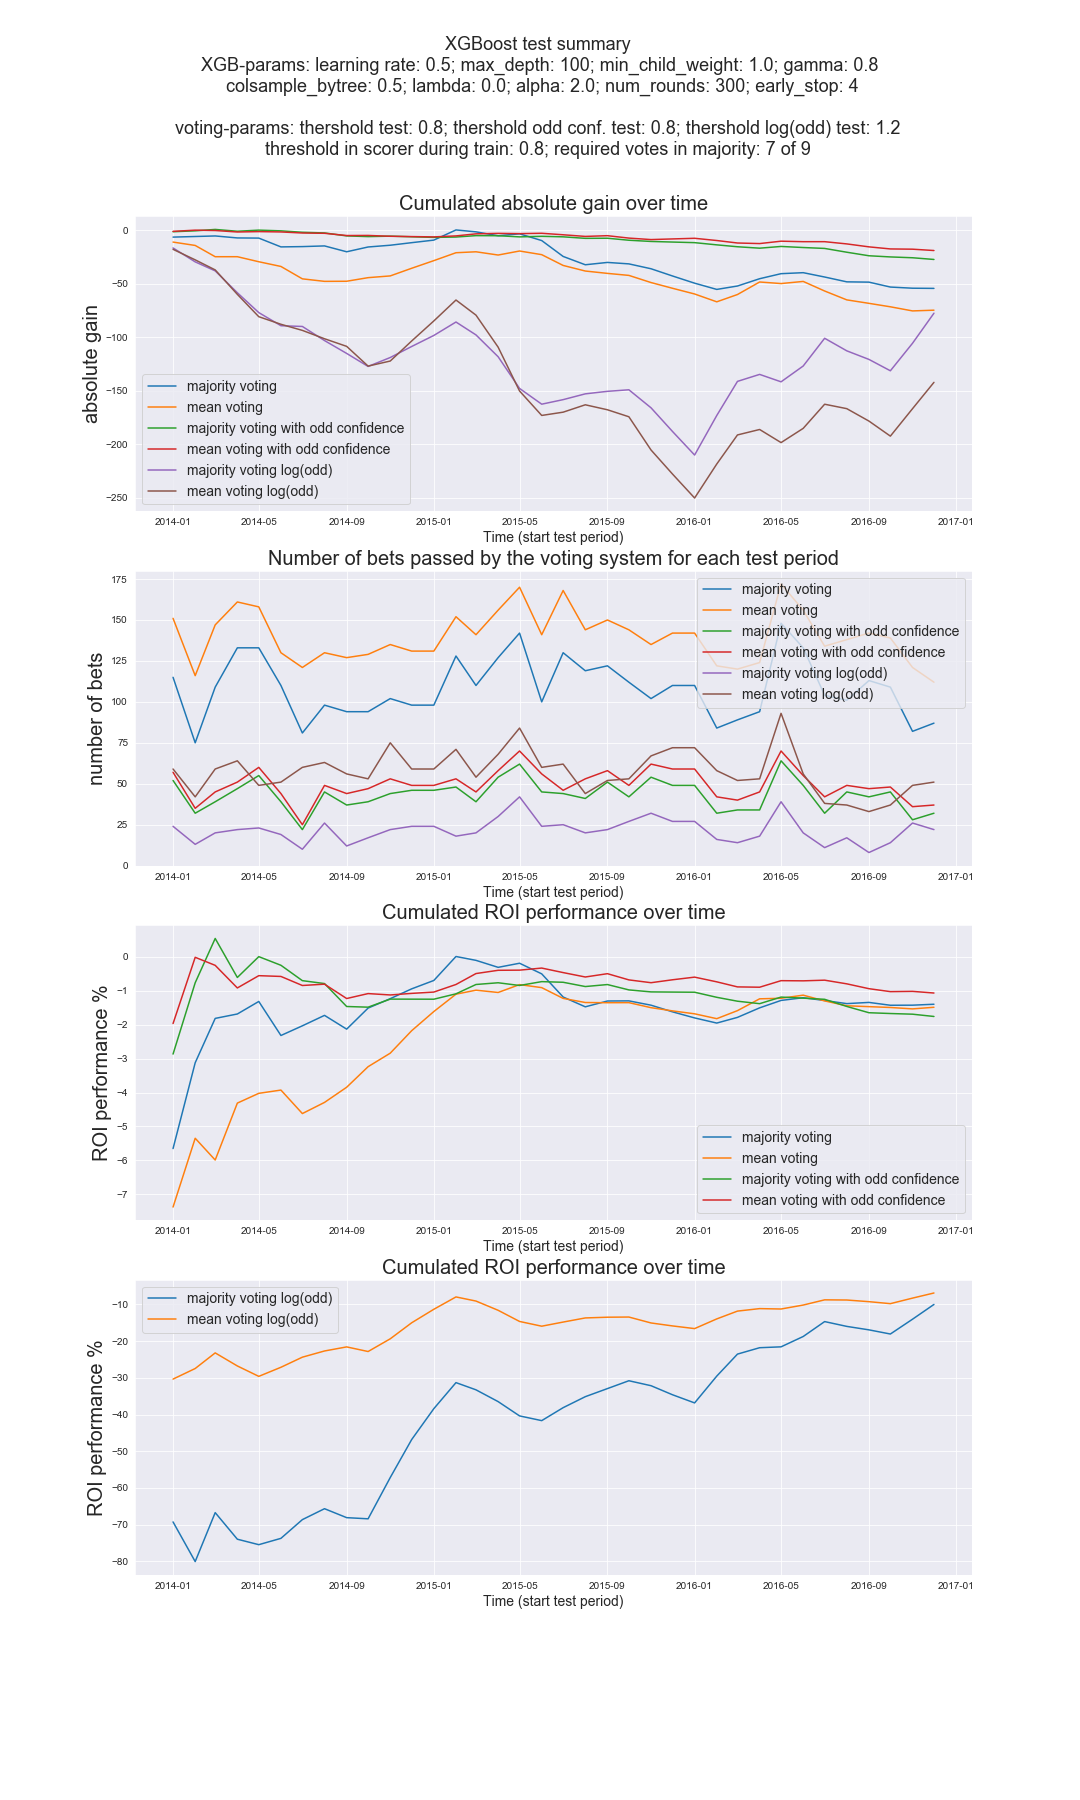 XGBoost test summary
XGB-params: learning rate: 0.5; max_depth: 100; min_child_weight: 1.0; gamma: 0.8
colsample_bytree: 0.5; lambda: 0.0; alpha: 2.0; num_rounds: 300; early_stop: 4
voting-params: thershold test: 0.8; thershold odd conf. test: 0.8; thershold log(odd) test: 1.2
threshold in scorer during train: 0.8; required votes in majority: 7 of 9
Cumulated absolute gain over time
absolute gain
0
−50
−100
−150
−200
−250
majority voting
mean voting
majority voting with odd confidence
mean voting with odd confidence
majority voting log(odd)
mean voting log(odd)
2014-01 2014-05 2014-09 2015-01 2015-05 2015-09 2016-01 2016-05 2016-09 2017-01
Time (start test period)
Number of bets passed by the voting system for each test period
number of bets
175
150
125
100
75
50
25
0
majority voting
mean voting
majority voting with odd confidence
mean voting with odd confidence
majority voting log(odd)
mean voting log(odd)
2014-01 2014-05 2014-09 2015-01 2015-05 2015-09 2016-01 2016-05 2016-09 2017-01
Time (start test period)
Cumulated ROI performance over time
ROI performance %
0
−1
−2
−3
−4
−5
−6
−7
majority voting
mean voting
majority voting with odd confidence
mean voting with odd confidence
2014-01 2014-05 2014-09 2015-01 2015-05 2015-09 2016-01 2016-05 2016-09 2017-01
Time (start test period)
Cumulated ROI performance over time
ROI performance %
−10
−20
−30
−40
−50
−60
−70
−80
majority voting log(odd)
mean voting log(odd)
2014-01 2014-05 2014-09 2015-01 2015-05 2015-09 2016-01 2016-05 2016-09 2017-01
Time (start test period)